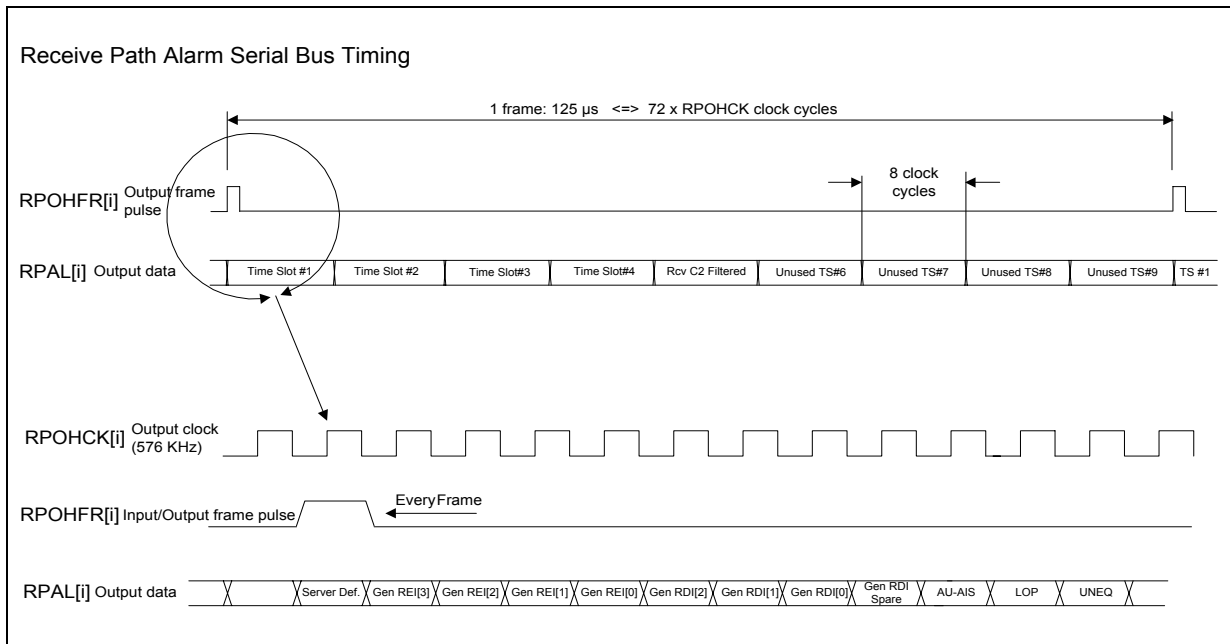 Receive Path Alarm Serial Bus Timing
1 frame: 125 µs <=> 72 x RPOHCK clock cycles
RPOHFR[i] Output frame pulse
8 clock cycles
RPAL[i] Output data
Time Slot #1 Time Slot #2 Time Slot#3 Time Slot#4 Rcv C2 Filtered Unused TS#6 Unused TS#7 Unused TS#8 Unused TS#9 TS #1
RPOHCK[i] Output clock (576 KHz)
RPOHFR[i] Input/Output frame pulse
EveryFrame
RPAL[i] Output data
Server Def. Gen REI[3] Gen REI[2] Gen REI[1] Gen REI[0] Gen RDI[2] Gen RDI[1] Gen RDI[0] Gen RDI Spare AU-AIS LOP UNEQ